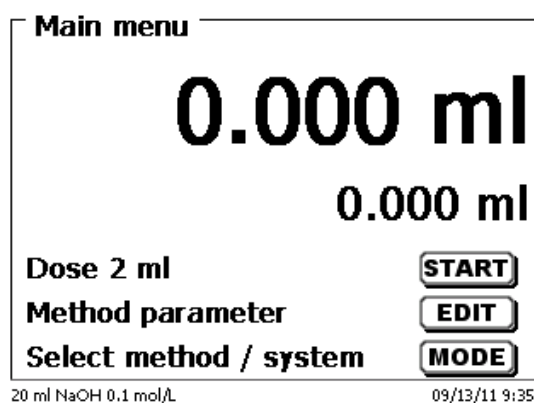 Main menu
0.000 ml
0.000 ml
Dose 2 ml START
Method parameter EDIT
Select method / system MODE
20 ml NaOH 0.1 mol/L 09/13/11 9:35